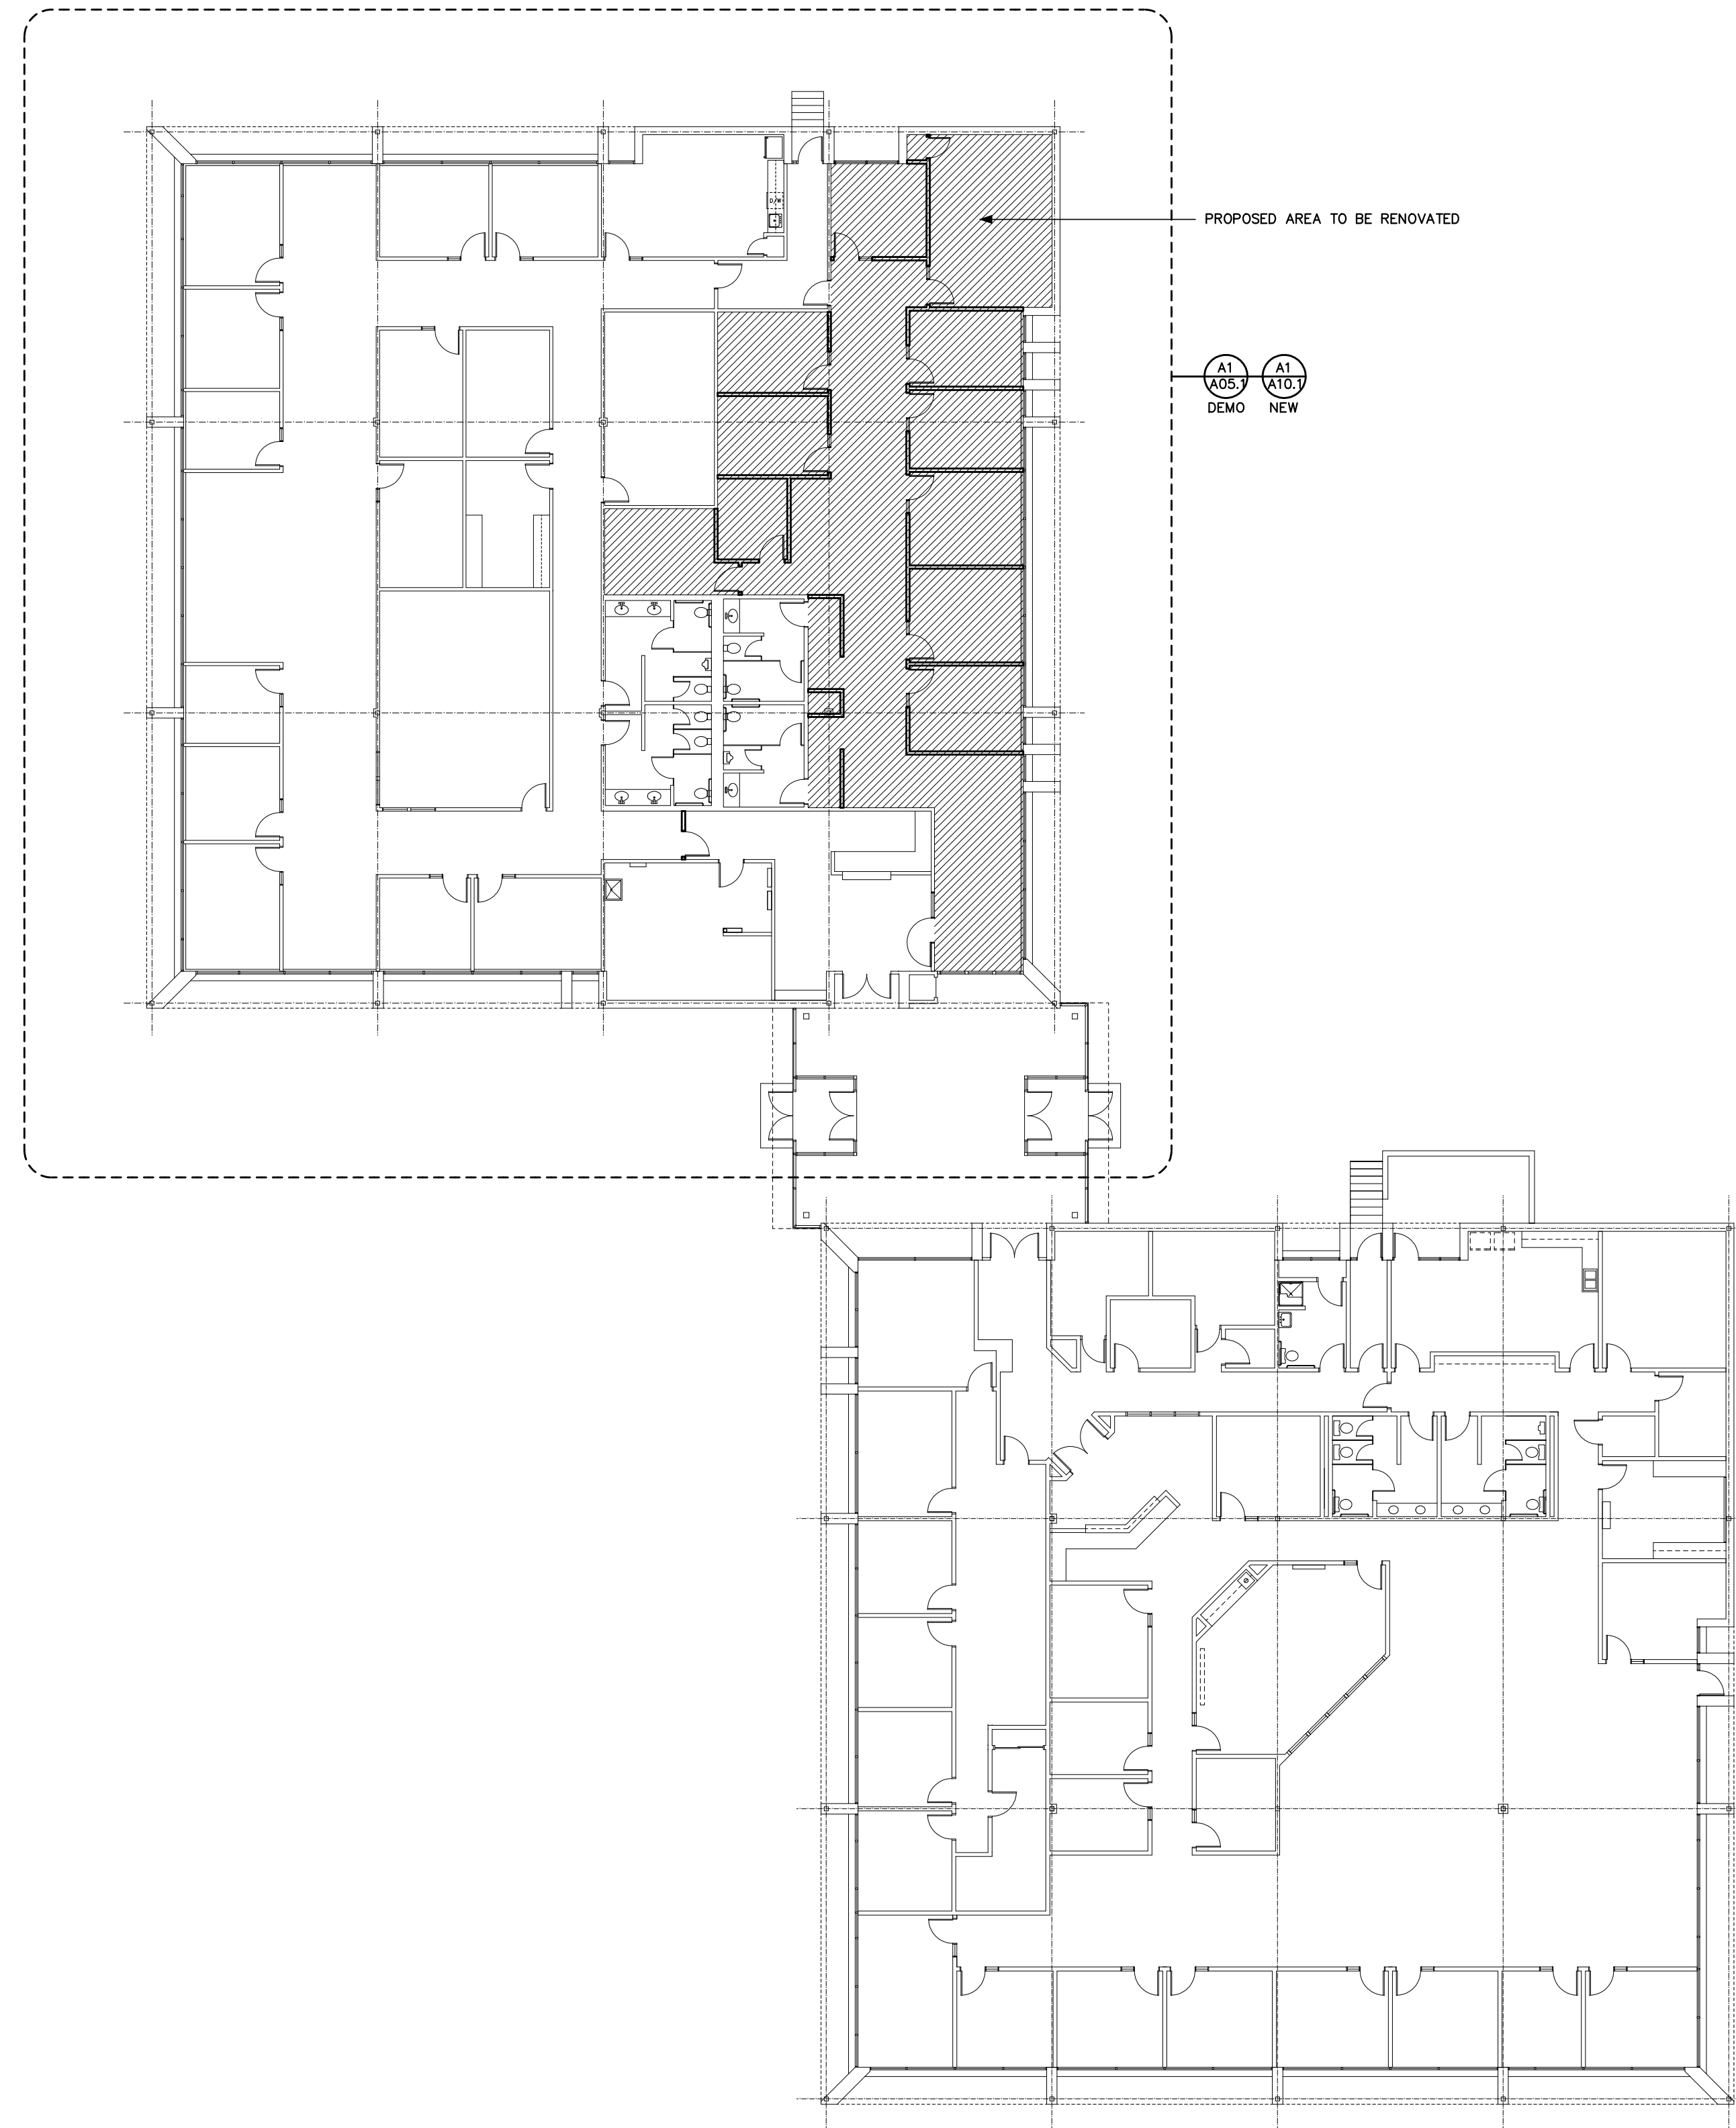 D/W
PROPOSED AREA TO BE RENOVATED
A1
A05.1
DEMO
A1
A10.1
NEW